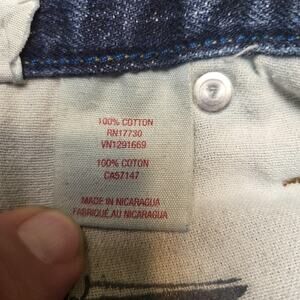 100% COTTON
RN17730
VN1291669
100% COTON
CA57147
MADE IN NICARAGUA
FABRIQUÉ AU NICARAGUA